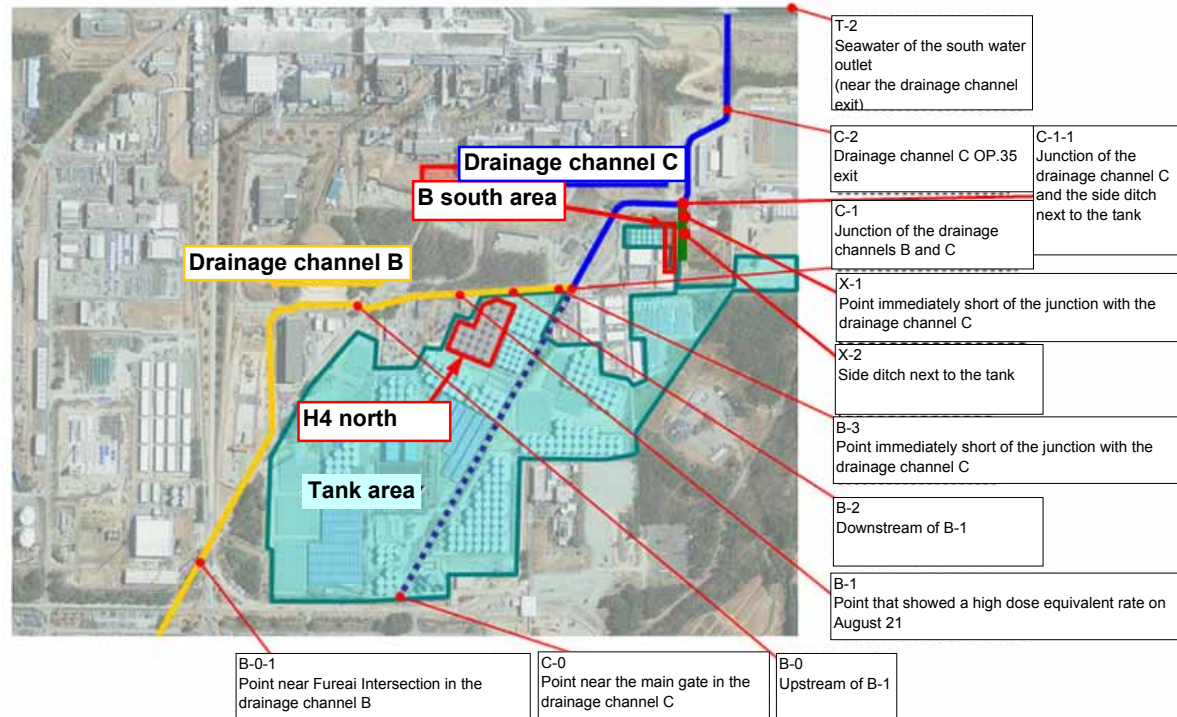 T-2
Seawater of the south water
outlet
(near the drainage channel
exit)
C-2
Drainage channel C OP.35
exit
C-1-1
Junction of the
drainage channel C
and the side ditch
next to the tank
Drainage channel C
B south area
C-1
Junction of the drainage
channels B and C
Drainage channel B
X-1
Point immediately short of the junction with the
drainage channel C
X-2
Side ditch next to the tank
H4 north
B-3
Point immediately short of the junction with the
drainage channel C
Tank area
B-2
Downstream of B-1
B-1
Point that showed a high dose equivalent rate on
August 21
B-0-1
Point near Fureai Intersection in the
drainage channel B
C-0
Point near the main gate in the
drainage channel C
B-0
Upstream of B-1